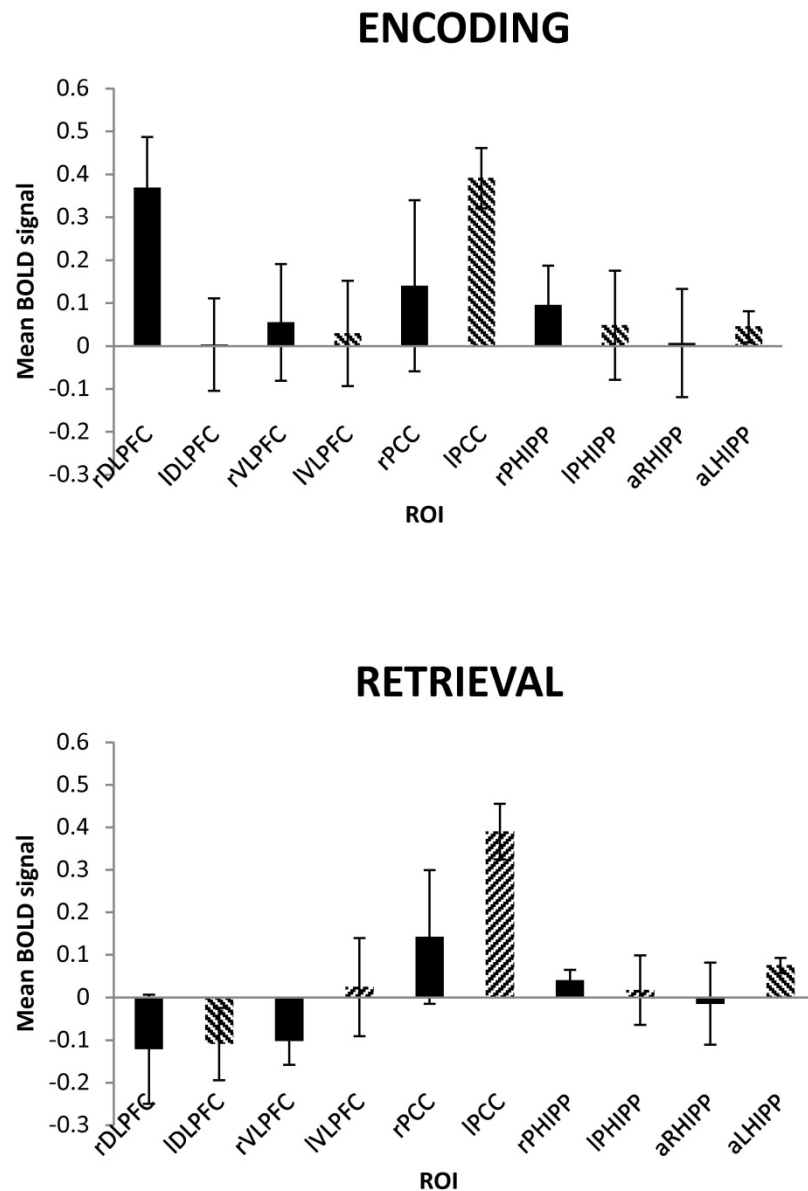 ENCODING
0.6
0.5
0.4
0.3
0.2
0.1
0
-0.1
-0.2
-0.3
Mean BOLD signal
rDLPFC
lDLPFC
rVLPFC
lVLPFC
rPCC
lPCC
rPHIPP
lPHIPP
aRHIPP
aLHIPP
ROI
RETRIEVAL
0.6
0.5
0.4
0.3
0.2
0.1
0
-0.1
-0.2
-0.3
Mean BOLD signal
rDLPFC
lDLPFC
rVLPFC
lVLPFC
rPCC
lPCC
rPHIPP
lPHIPP
aRHIPP
aLHIPP
ROI